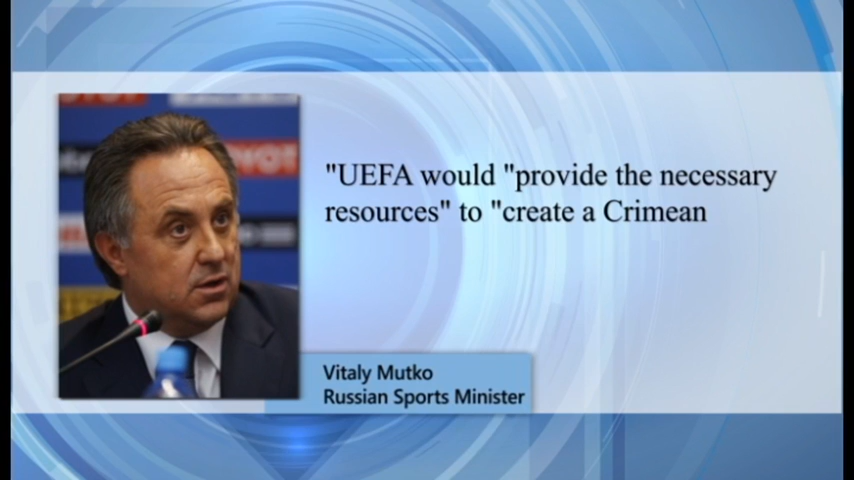 "UEFA would "provide the necessary
resources" to "create a Crimean
Vitaly Mutko
Russian Sports Minister